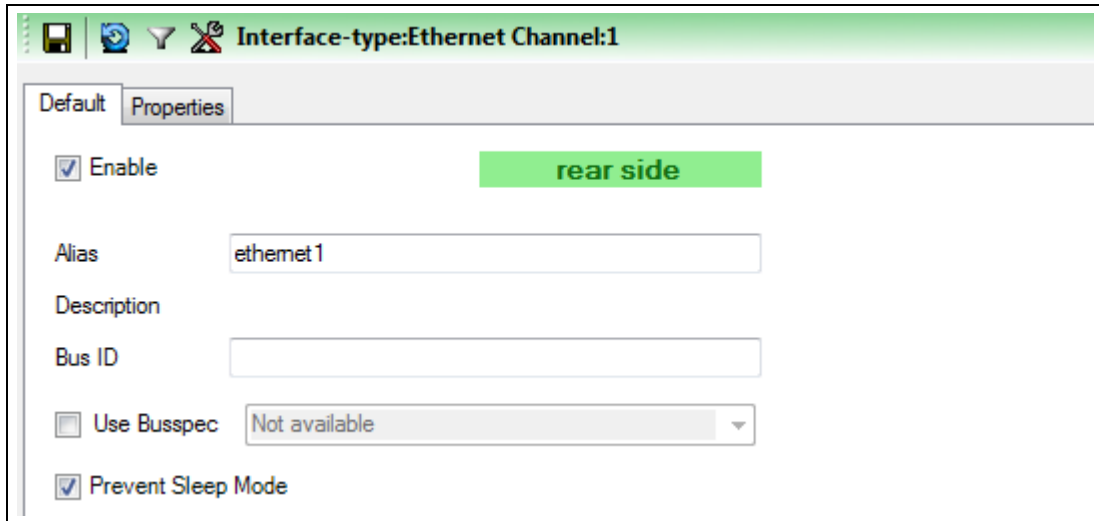 Interface-type:Ethernet Channel:1
Default Properties
Enable
rear side
Alias ethernet1
Description
Bus ID
Use Busspec Not available
Prevent Sleep Mode